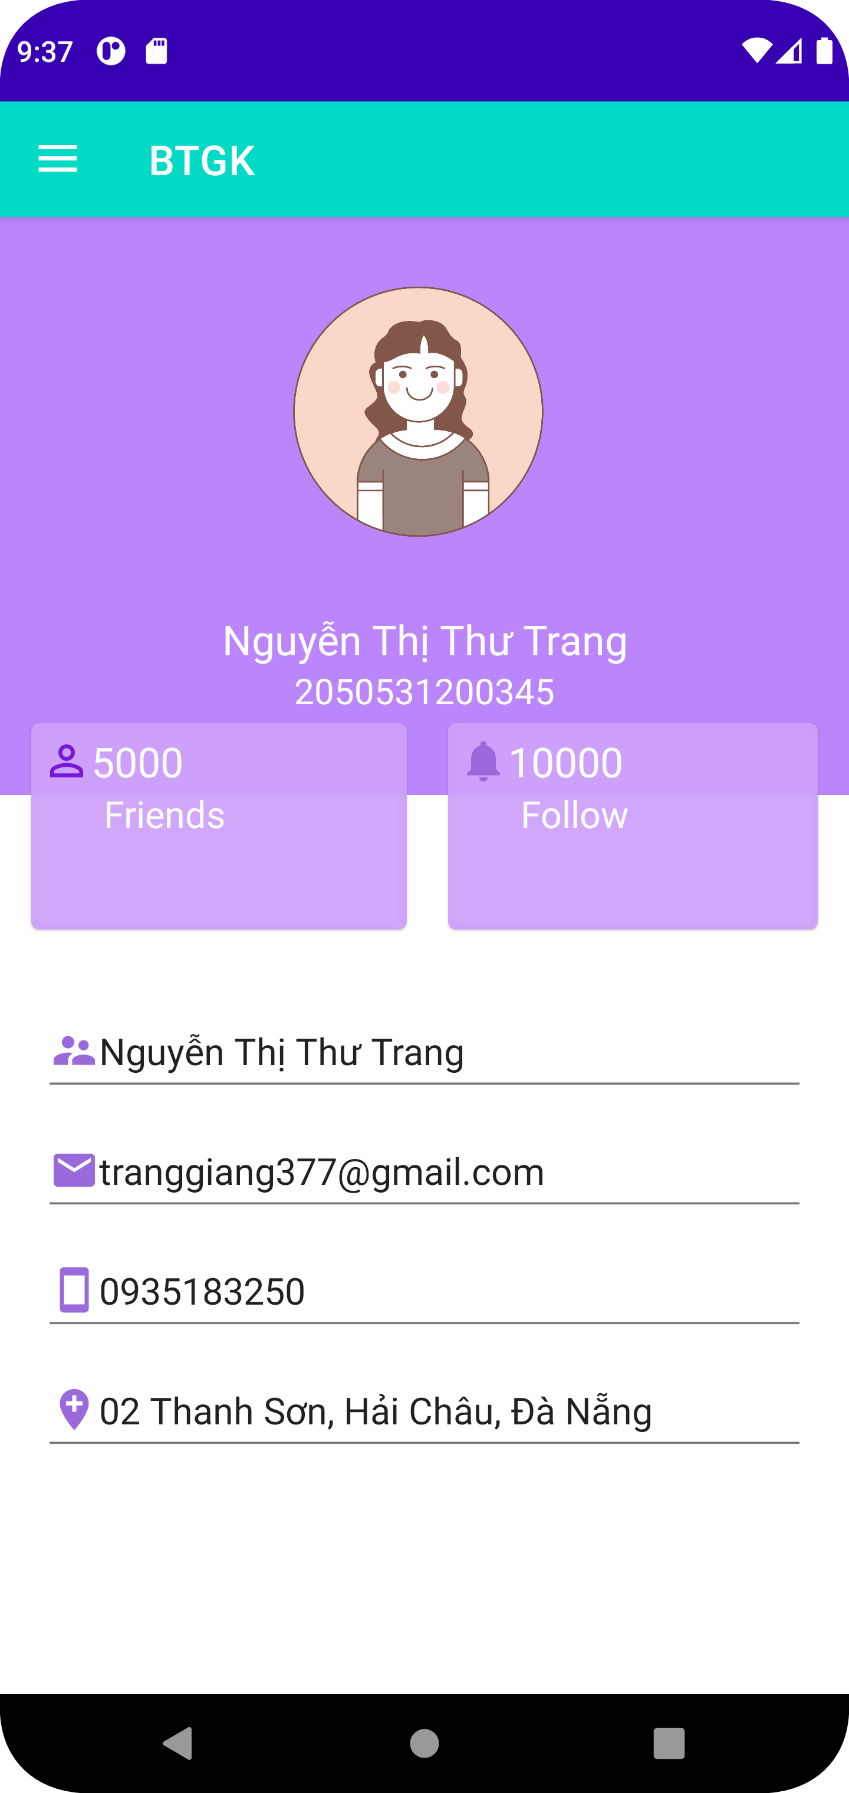 9:37
BTGK
Nguyễn Thị Thư Trang
2050531200345
5000
Friends
10000
Follow
Nguyễn Thị Thư Trang
tranggiang377@gmail.com
0935183250
02 Thanh Sơn, Hải Châu, Đà Nẵng